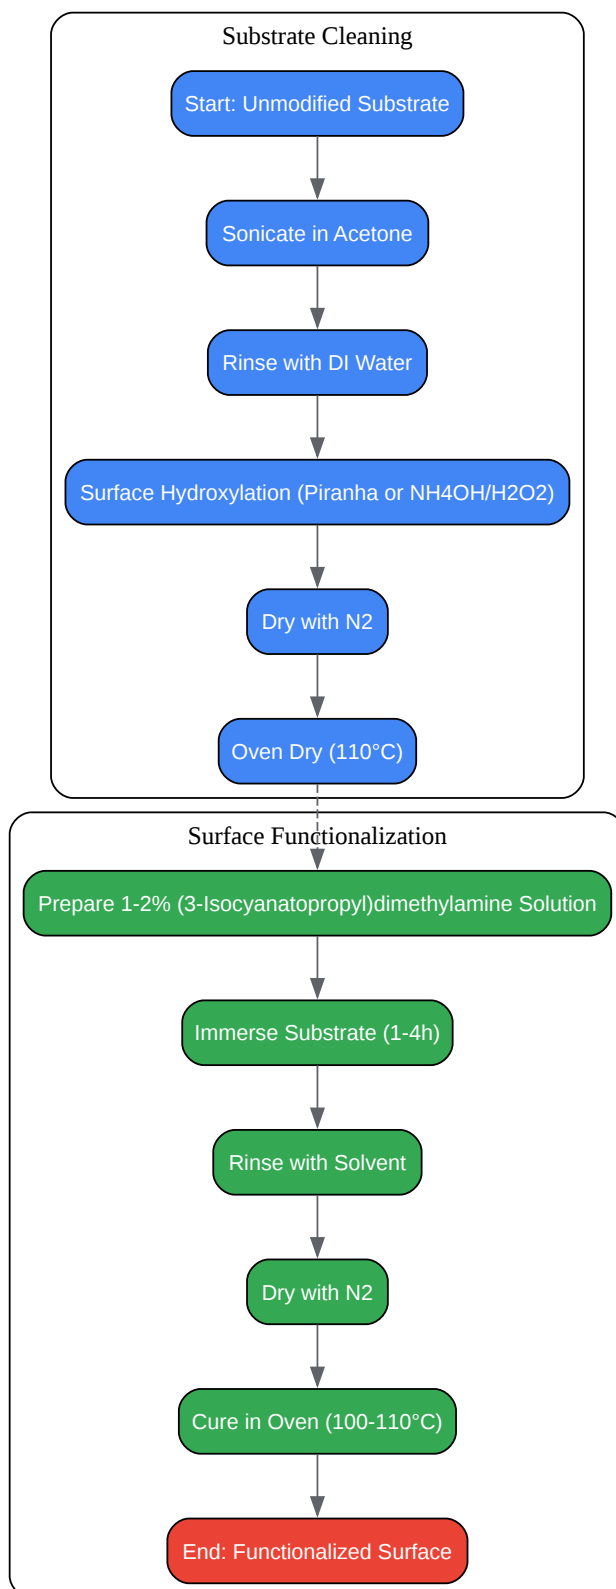 Substrate Cleaning
Start: Unmodified Substrate
Sonicate in Acetone
Rinse with DI Water
Surface Hydroxylation (Piranha or NH4OH/H2O2)
Dry with N2
Oven Dry (110°C)
Surface Functionalization
Prepare 1-2% (3-Isocyanatopropyl)dimethylamine Solution
Immerse Substrate (1-4h)
Rinse with Solvent
Dry with N2
Cure in Oven (100-110°C)
End: Functionalized Surface